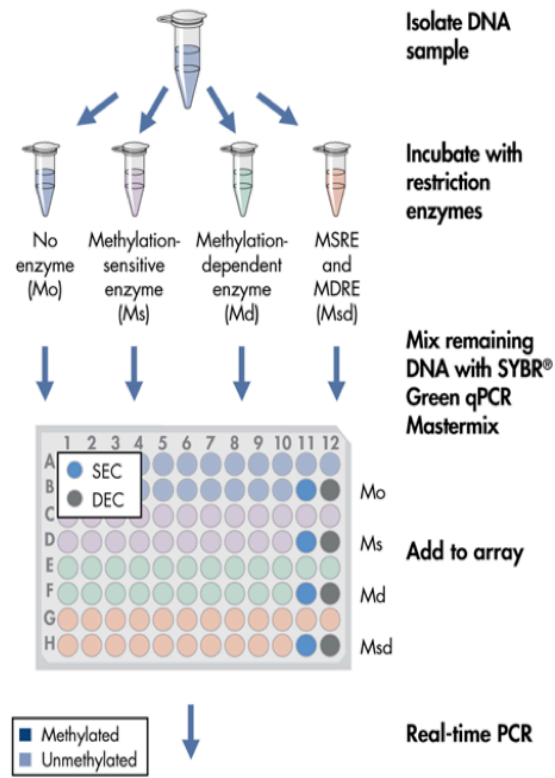 Isolate DNA
sample
Incubate with
restriction
enzymes
No
enzyme
(Mo)
Methylation-
sensitive
enzyme
(Ms)
Methylation-
dependent
enzyme
(Md)
MSRE
and
MDRE
(Msd)
Mix remaining
DNA with SYBR®
Green qPCR
Mastermix
1 2 3 4 5 6 7 8 9 10 11 12
A
B
C
D
E
F
G
H
SEC
DEC
Mo
Ms
Md
Msd
Add to array
Methylated
Unmethylated
Real-time PCR